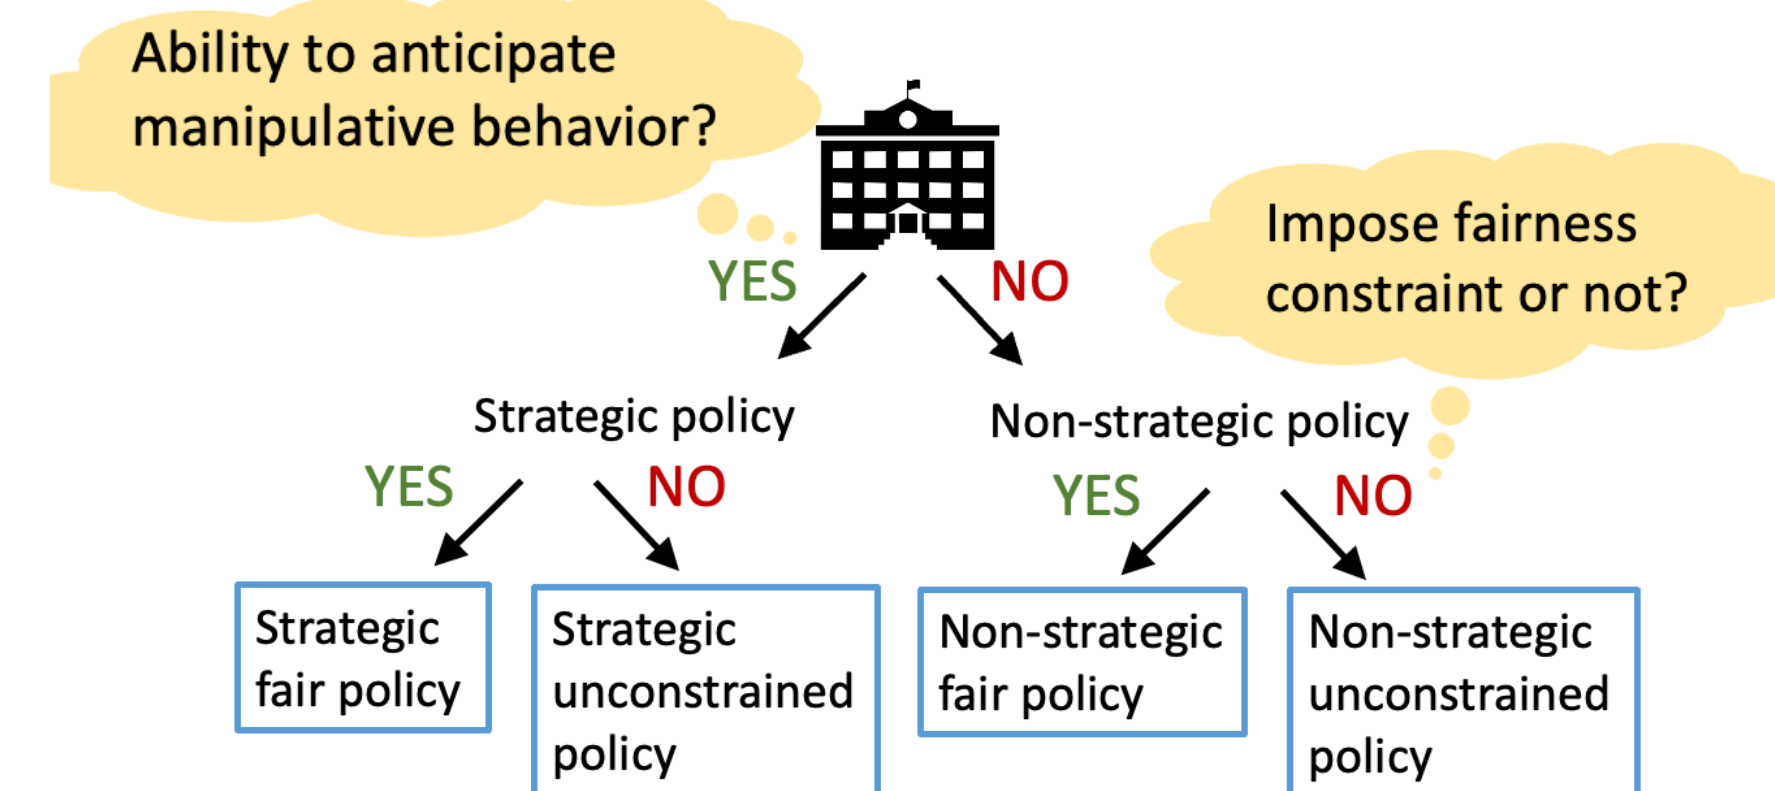 Ability to anticipate
manipulative behavior?
Impose fairness
constraint or not?
YES
NO
Strategic policy
Non-strategic policy
YES
NO
YES
NO
Strategic
fair policy
Strategic
unconstrained
policy
Non-strategic
fair policy
Non-strategic
unconstrained
policy